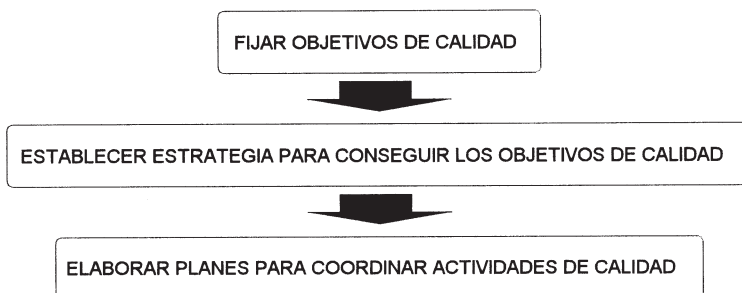 FIJAR OBJETIVOS DE CALIDAD
ESTABLECER ESTRATEGIA PARA CONSEGUIR LOS OBJETIVOS DE CALIDAD
ELABORAR PLANES PARA COORDINAR ACTIVIDADES DE CALIDAD